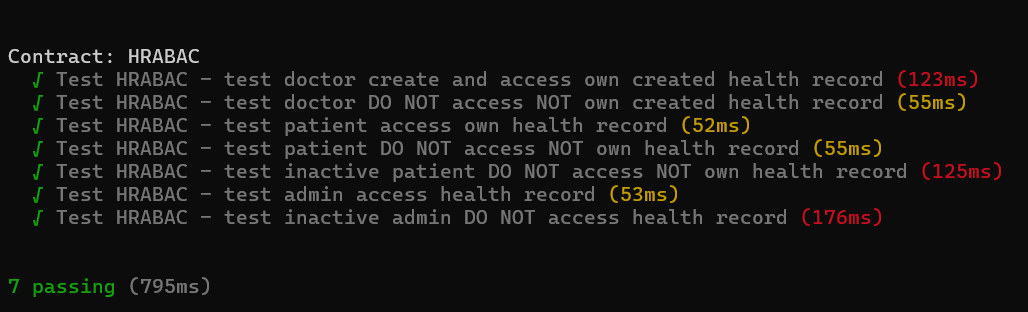 Contract: HRABAC
√ Test HRABAC - test doctor create and access own created health record (123ms)
√ Test HRABAC - test doctor DO NOT access NOT own created health record (55ms)
√ Test HRABAC - test patient access own health record (52ms)
√ Test HRABAC - test patient DO NOT access NOT own health record (55ms)
√ Test HRABAC - test inactive patient DO NOT access NOT own health record (125ms)
√ Test HRABAC - test admin access health record (53ms)
√ Test HRABAC - test inactive admin DO NOT access health record (176ms)
7 passing (795ms)